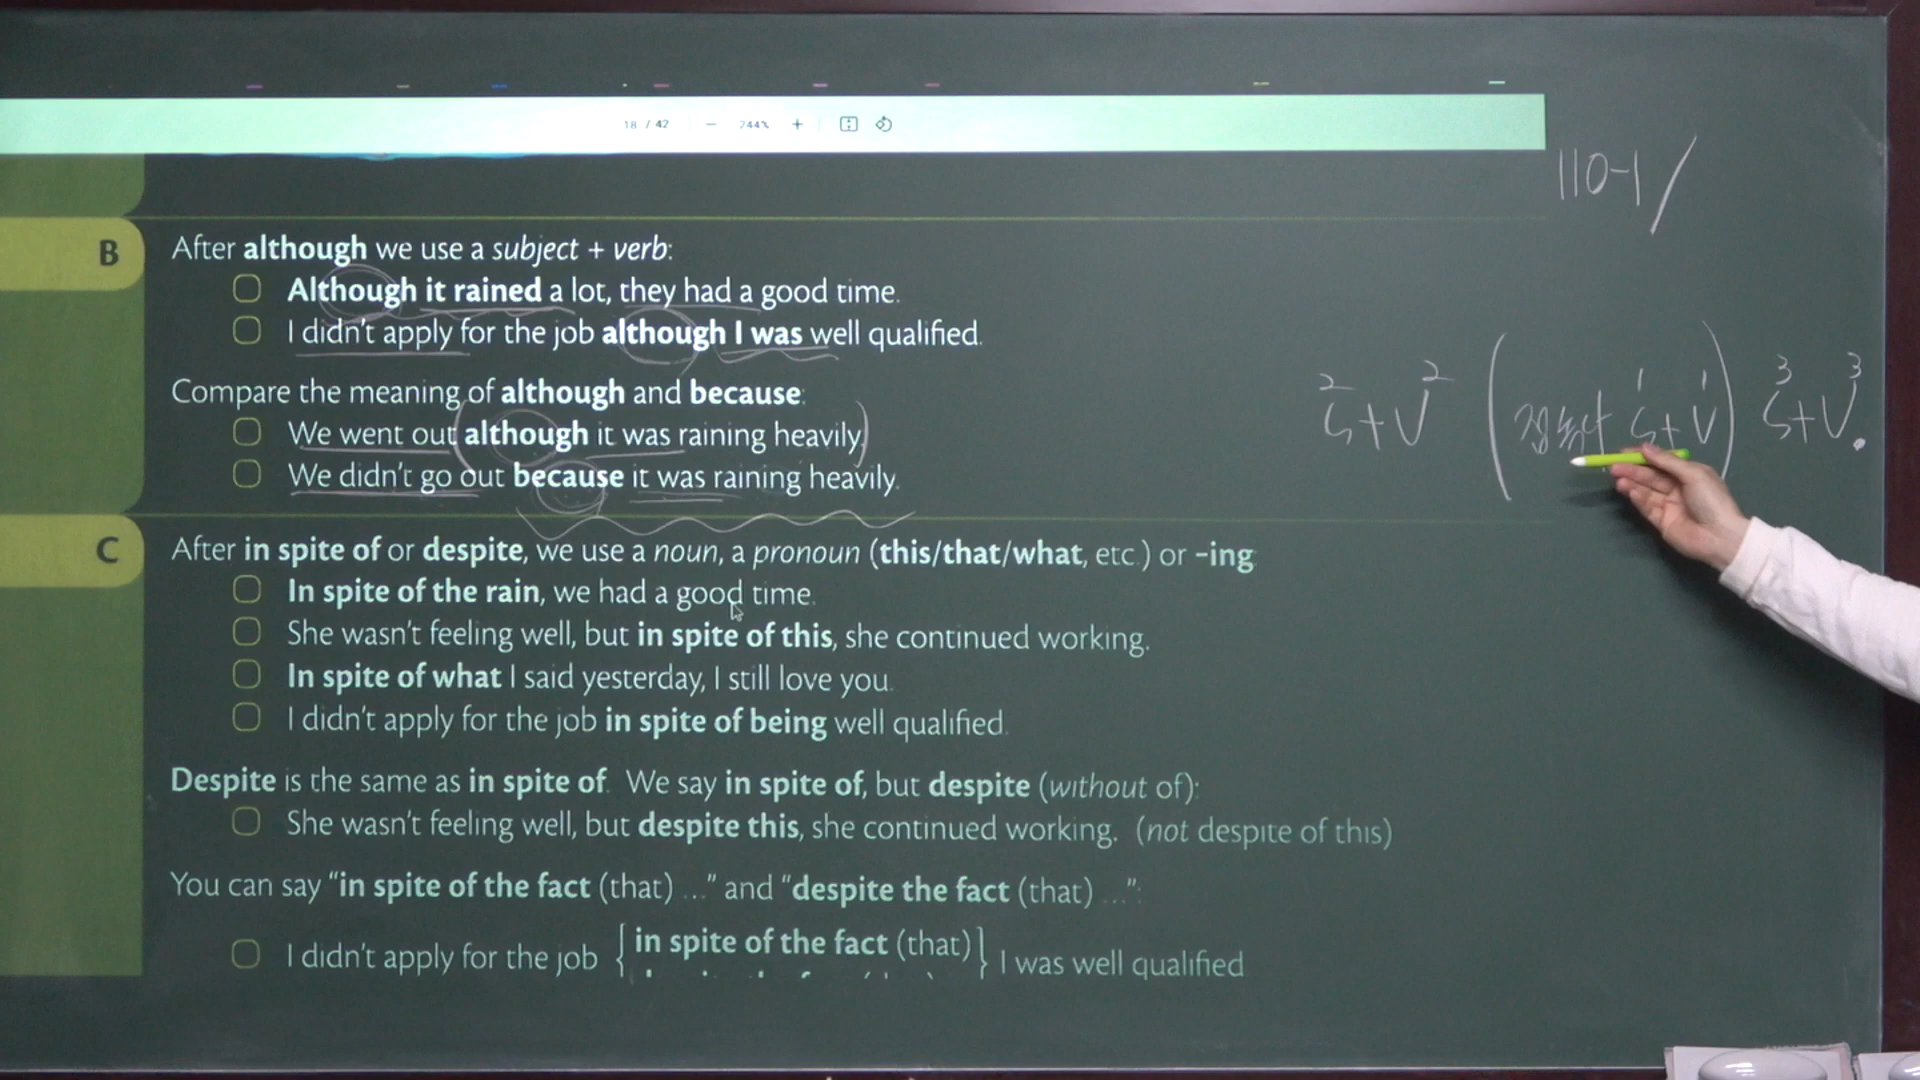 18 / 42 − 244% +
110-1/
B
After although we use a subject + verb:
Although it rained a lot, they had a good time.
I didn't apply for the job although I was well qualified.
Compare the meaning of although and because:
We went out although it was raining heavily.
We didn't go out because it was raining heavily.
2 2 1 1 3 3
S+V ( S+V ) S+V.
C
After in spite of or despite, we use a noun, a pronoun (this/that/what, etc.) or –ing:
In spite of the rain, we had a good time.
She wasn't feeling well, but in spite of this, she continued working.
In spite of what I said yesterday, I still love you.
I didn't apply for the job in spite of being well qualified.
Despite is the same as in spite of. We say in spite of, but despite (without of):
She wasn't feeling well, but despite this, she continued working. (not despite of this)
You can say “in spite of the fact (that) …” and “despite the fact (that) …”:
I didn't apply for the job { in spite of the fact (that) } I was well qualified